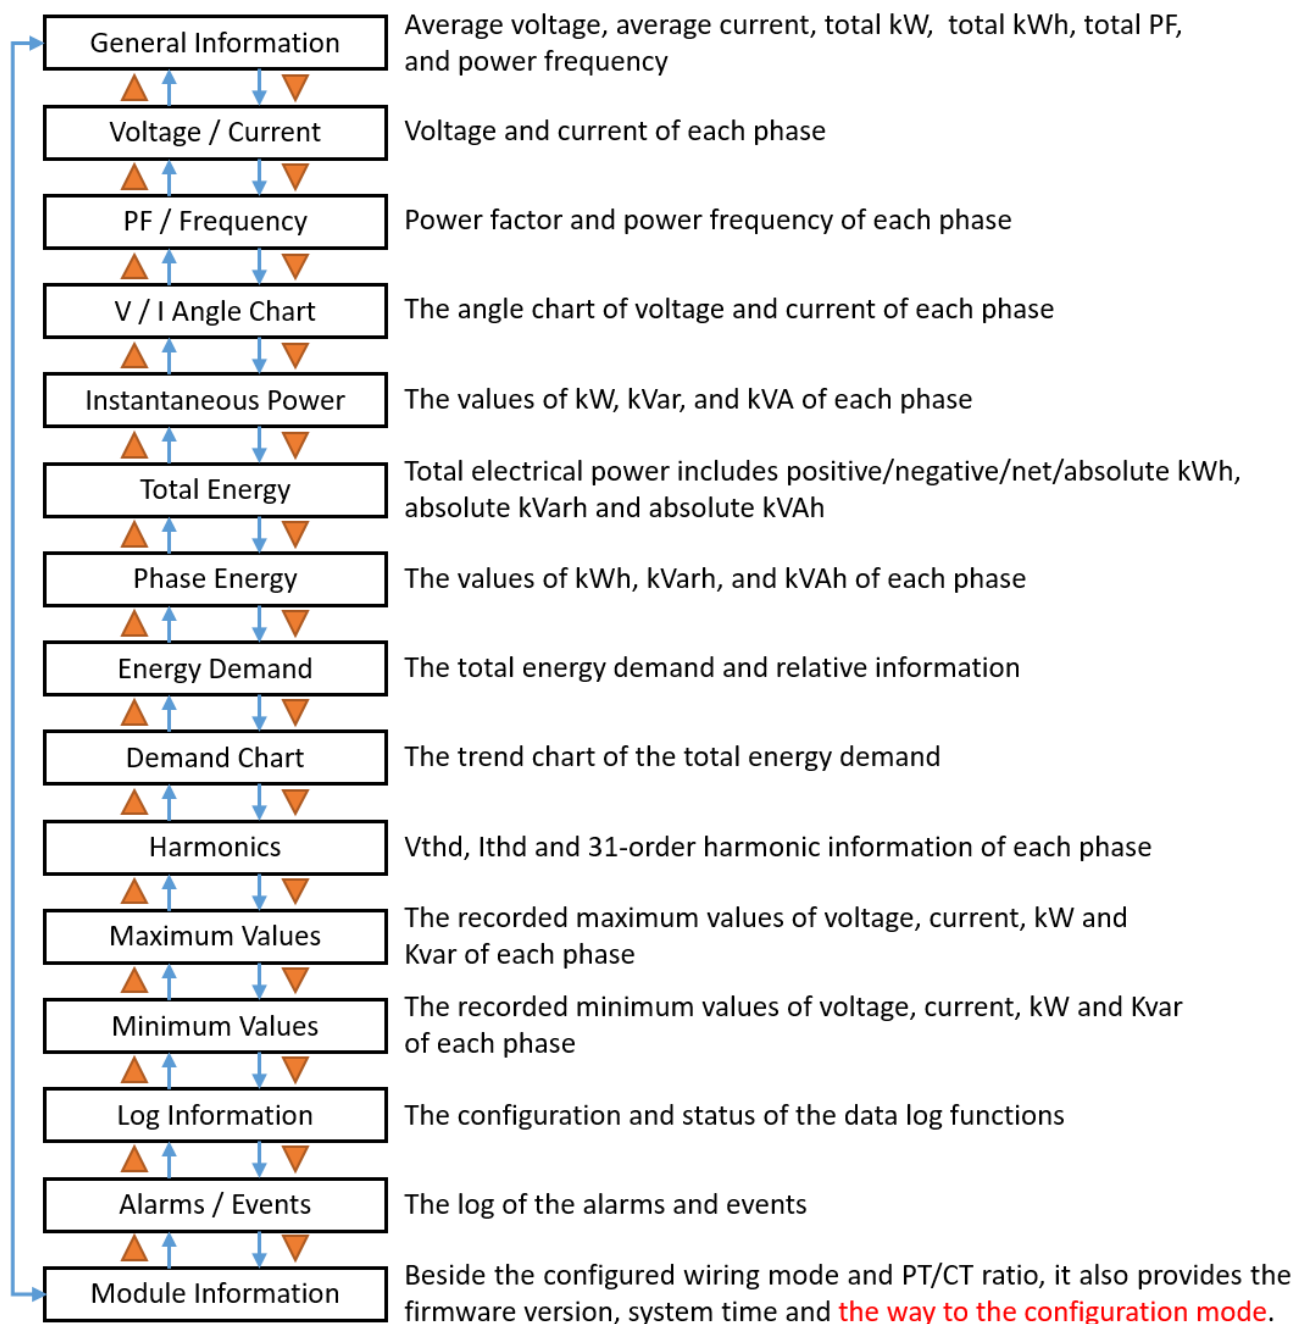 General Information
Average voltage, average current, total kW,  total kWh, total PF,
and power frequency
Voltage / Current
Voltage and current of each phase
PF / Frequency
Power factor and power frequency of each phase
V / I Angle Chart
The angle chart of voltage and current of each phase
Instantaneous Power
The values of kW, kVar, and kVA of each phase
Total Energy
Total electrical power includes positive/negative/net/absolute kWh,
absolute kVarh and absolute kVAh
Phase Energy
The values of kWh, kVarh, and kVAh of each phase
Energy Demand
The total energy demand and relative information
Demand Chart
The trend chart of the total energy demand
Harmonics
Vthd, Ithd and 31-order harmonic information of each phase
Maximum Values
The recorded maximum values of voltage, current, kW and
Kvar of each phase
Minimum Values
The recorded minimum values of voltage, current, kW and Kvar
of each phase
Log Information
The configuration and status of the data log functions
Alarms / Events
The log of the alarms and events
Module Information
Beside the configured wiring mode and PT/CT ratio, it also provides the
firmware version, system time and the way to the configuration mode.